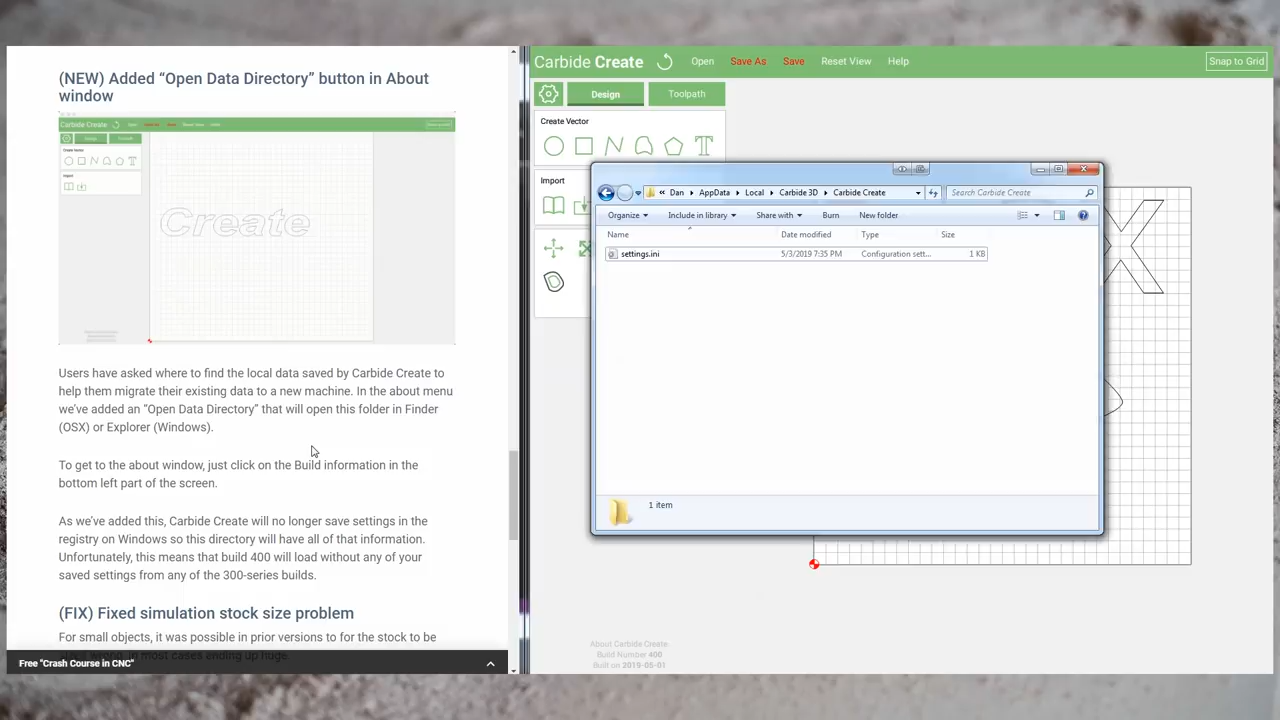 (NEW) Added “Open Data Directory” button in About
window
Carbide Create
Create
Users have asked where to find the local data saved by Carbide Create to
help them migrate their existing data to a new machine. In the about menu
we’ve added an “Open Data Directory” that will open this folder in Finder
(OSX) or Explorer (Windows).
To get to the about window, just click on the Build information in the
bottom left part of the screen.
As we’ve added this, Carbide Create will no longer save settings in the
registry on Windows so this directory will have all of that information.
Unfortunately, this means that build 400 will load without any of your
saved settings from any of the 300-series builds.
(FIX) Fixed simulation stock size problem
For small objects, it was possible in prior versions to for the stock to be
size it wrong, in most cases ending up huge.
Free "Crash Course in CNC"
Carbide Create Open Save As Save Reset View Help Snap to Grid
Design Toolpath
Create Vector
T
Import
« Dan ▸ AppData ▸ Local ▸ Carbide 3D ▸ Carbide Create Search Carbide Create
Organize Include in library Share with Burn New folder
Name Date modified Type Size
settings.ini 5/3/2019 7:35 PM Configuration sett... 1 KB
1 item
X
About Carbide Create:
Build Number 400
Built on 2019-05-01